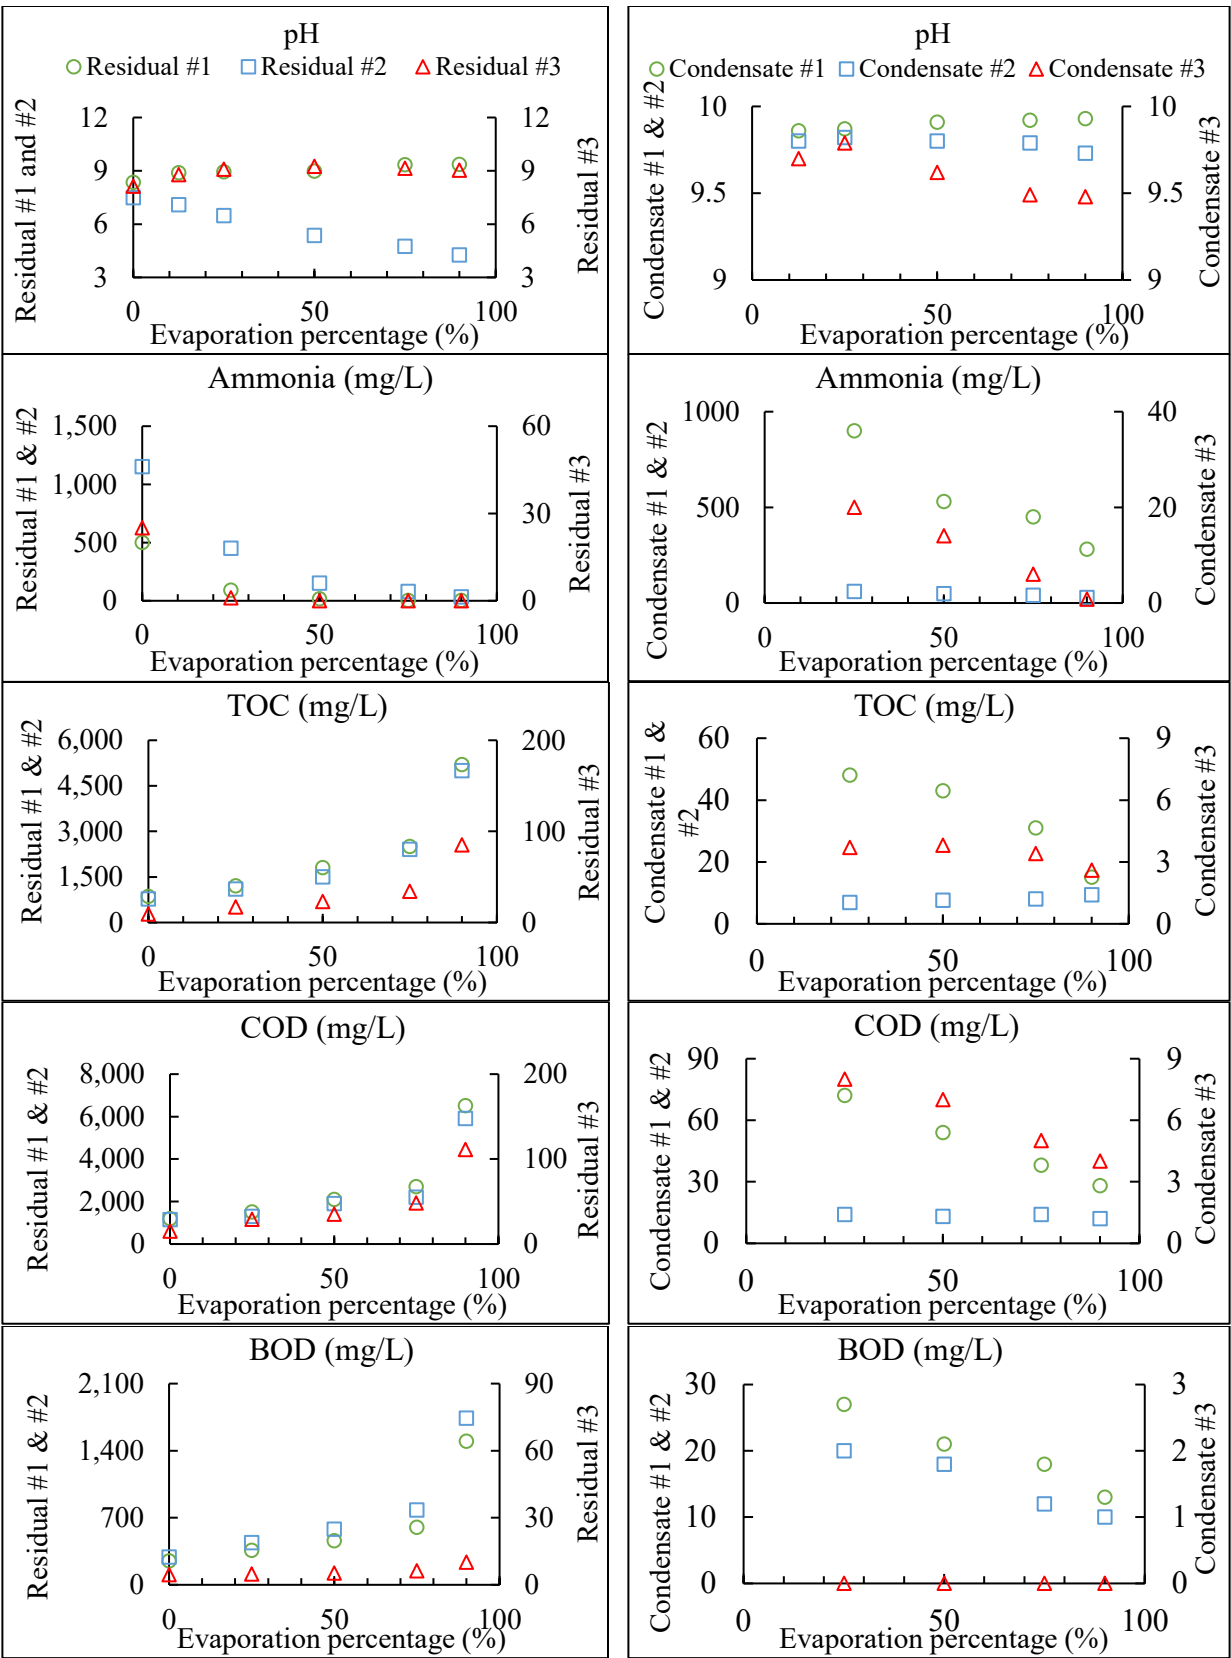 pH
Residual #1 Residual #2 Residual #3
Residual #1 and #2
12
9
6
3
12
9
6
3
Residual #3
0 50 100
Evaporation percentage (%)
pH
Condensate #1 Condensate #2 Condensate #3
Condensate #1 & #2
10
9.5
9
10
9.5
9
Condensate #3
0 50 100
Evaporation percentage (%)
Ammonia (mg/L)
Residual #1 & #2
1,500
1,000
500
0
60
30
0
Residual #3
0 50 100
Evaporation percentage (%)
Ammonia (mg/L)
Condensate #1 & #2
1000
500
0
40
20
0
Condensate #3
0 50 100
Evaporation percentage (%)
TOC (mg/L)
Residual #1 & #2
6,000
4,500
3,000
1,500
0
200
100
0
Residual #3
0 50 100
Evaporation percentage (%)
TOC (mg/L)
Condensate #1 &
#2
60
40
20
0
9
6
3
0
Condensate #3
0 50 100
Evaporation percentage (%)
COD (mg/L)
Residual #1 & #2
8,000
6,000
4,000
2,000
0
200
100
0
Residual #3
0 50 100
Evaporation percentage (%)
COD (mg/L)
Condensate #1 & #2
90
60
30
0
9
6
3
0
Condensate #3
0 50 100
Evaporation percentage (%)
BOD (mg/L)
Residual #1 & #2
2,100
1,400
700
0
90
60
30
0
Residual #3
0 50 100
Evaporation percentage (%)
BOD (mg/L)
Condensate #1 & #2
30
20
10
0
3
2
1
0
Condensate #3
0 50 100
Evaporation percentage (%)